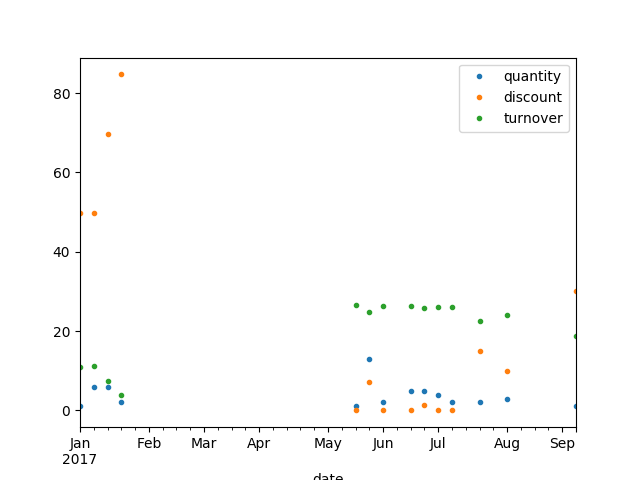 80
60
40
20
0
Jan
2017
Feb
Mar
Apr
May
Jun
Jul
Aug
Sep
date
quantity
discount
turnover